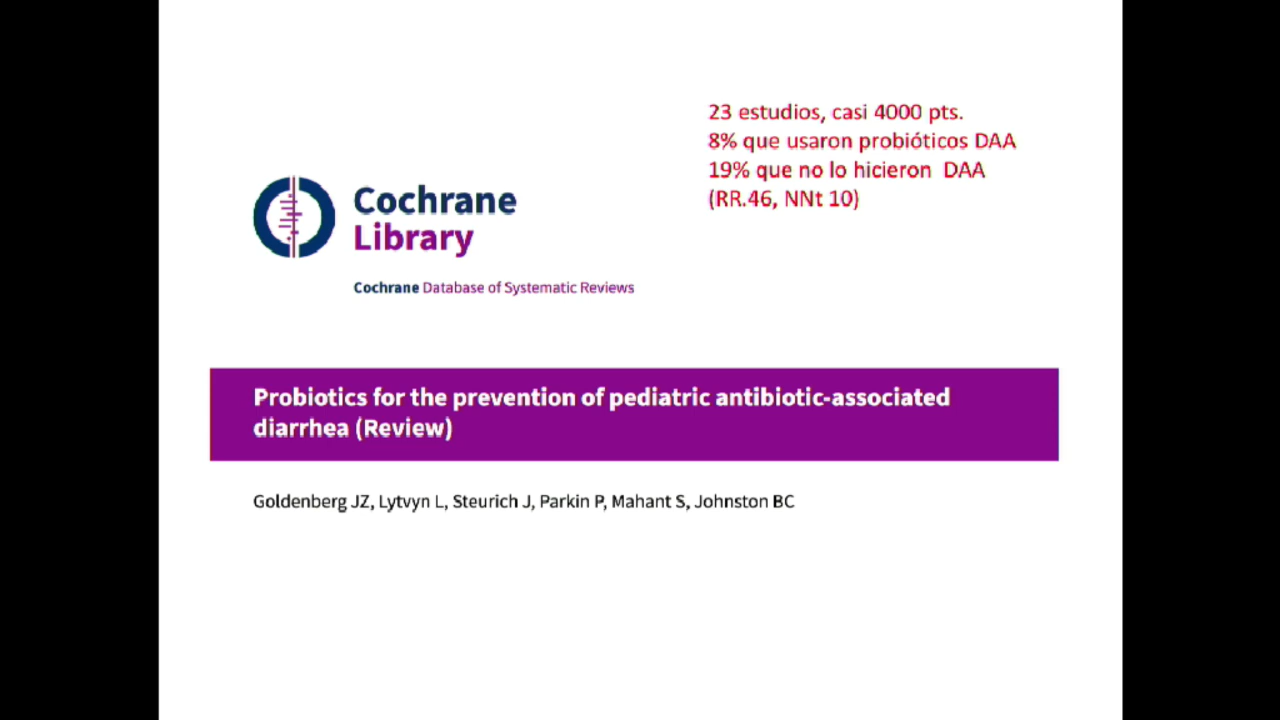 23 estudios, casi 4000 pts.
8% que usaron probióticos DAA
19% que no lo hicieron DAA
(RR.46, NNt 10)
Cochrane
Library
Cochrane Database of Systematic Reviews
Probiotics for the prevention of pediatric antibiotic-associated
diarrhea (Review)
Goldenberg JZ, Lytvyn L, Steurich J, Parkin P, Mahant S, Johnston BC